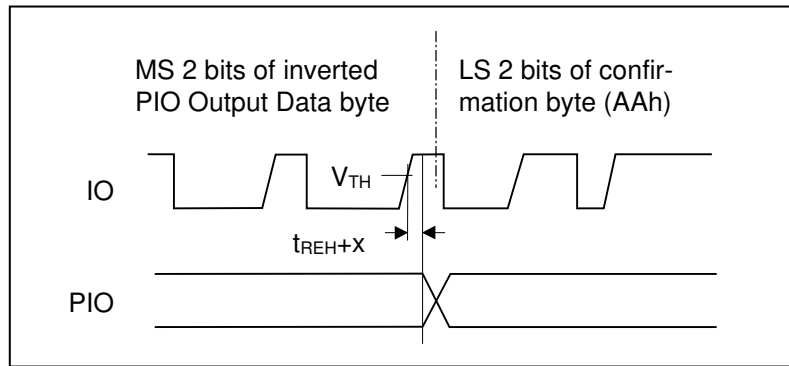 MS 2 bits of inverted
PIO Output Data byte
LS 2 bits of confir-
mation byte (AAh)
IO
VTH
tREH+x
PIO